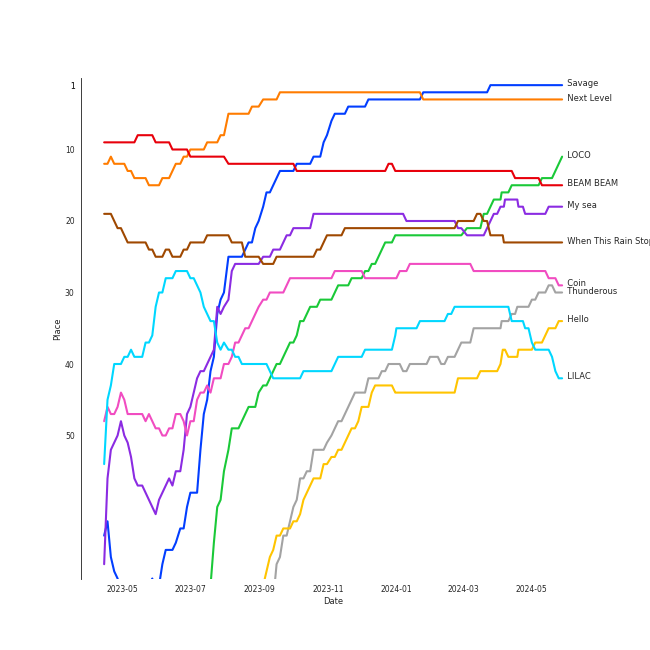 1
10
20
30
40
50
Place
Savage
Next Level
LOCO
BEAM BEAM
My sea
When This Rain Stop
Coin
Thunderous
Hello
LILAC
2023-05
2023-07
2023-09
2023-11
2024-01
2024-03
2024-05
Date